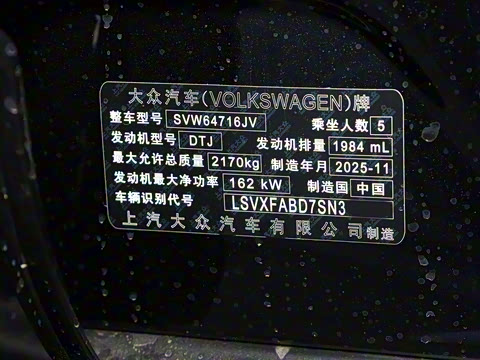 大众汽车(VOLKSWAGEN)牌
整车型号 SVW64716JV 乘坐人数 5
发动机型号 DTJ 发动机排量 1984 mL
最大允许总质量 2170kg 制造年月 2025-11
发动机最大净功率 162 kW 制造国 中国
车辆识别代号 LSVXFABD7SN3
上汽大众汽车有限公司制造